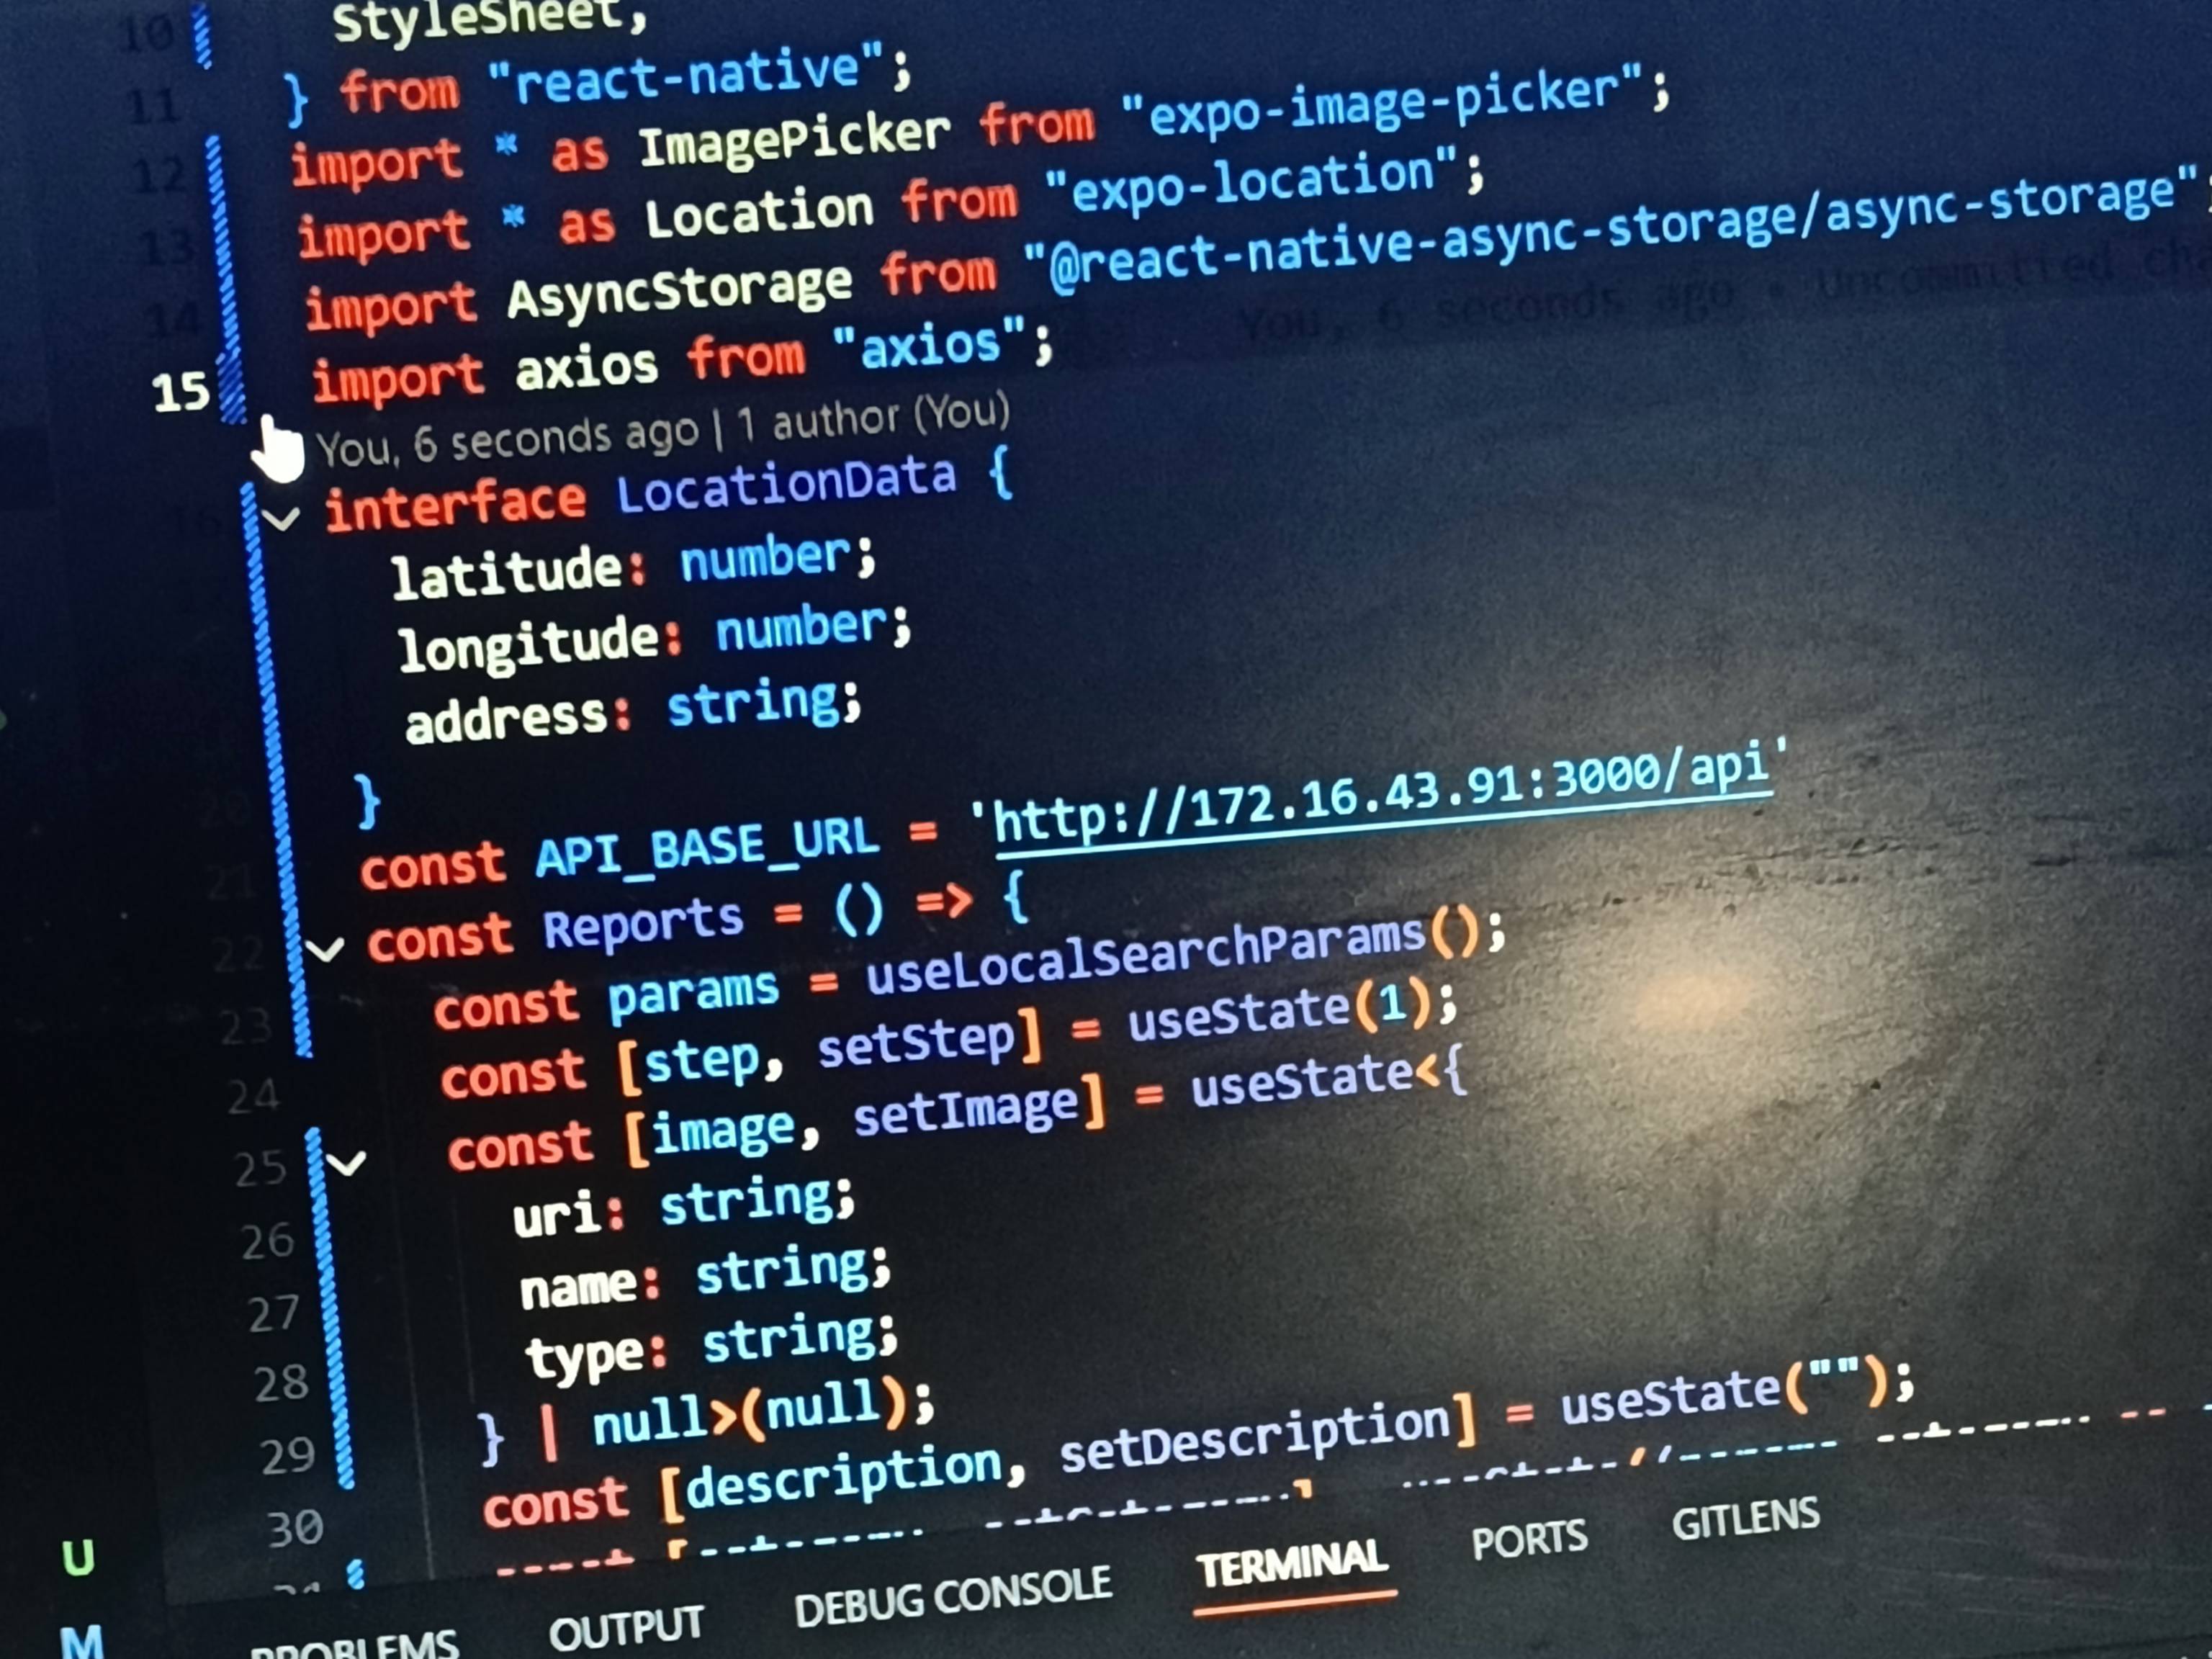 10 StyleSheet,
11 } from "react-native";
12 import * as ImagePicker from "expo-image-picker";
13 import * as Location from "expo-location";
14 import AsyncStorage from "@react-native-async-storage/async-storage";
15 import axios from "axios"; You, 6 seconds ago • Uncommitted
You, 6 seconds ago | 1 author (You)
16 interface LocationData {
latitude: number;
longitude: number;
address: string;
20 }
21 const API_BASE_URL = 'http://172.16.43.91:3000/api'
22 const Reports = () => {
23 const params = useLocalSearchParams();
24 const [step, setStep] = useState(1);
25 const [image, setImage] = useState<{
26 uri: string;
27 name: string;
28 type: string;
29 } | null>(null);
30 const [description, setDescription] = useState("");
U
M
PROBLEMS OUTPUT DEBUG CONSOLE TERMINAL PORTS GITLENS